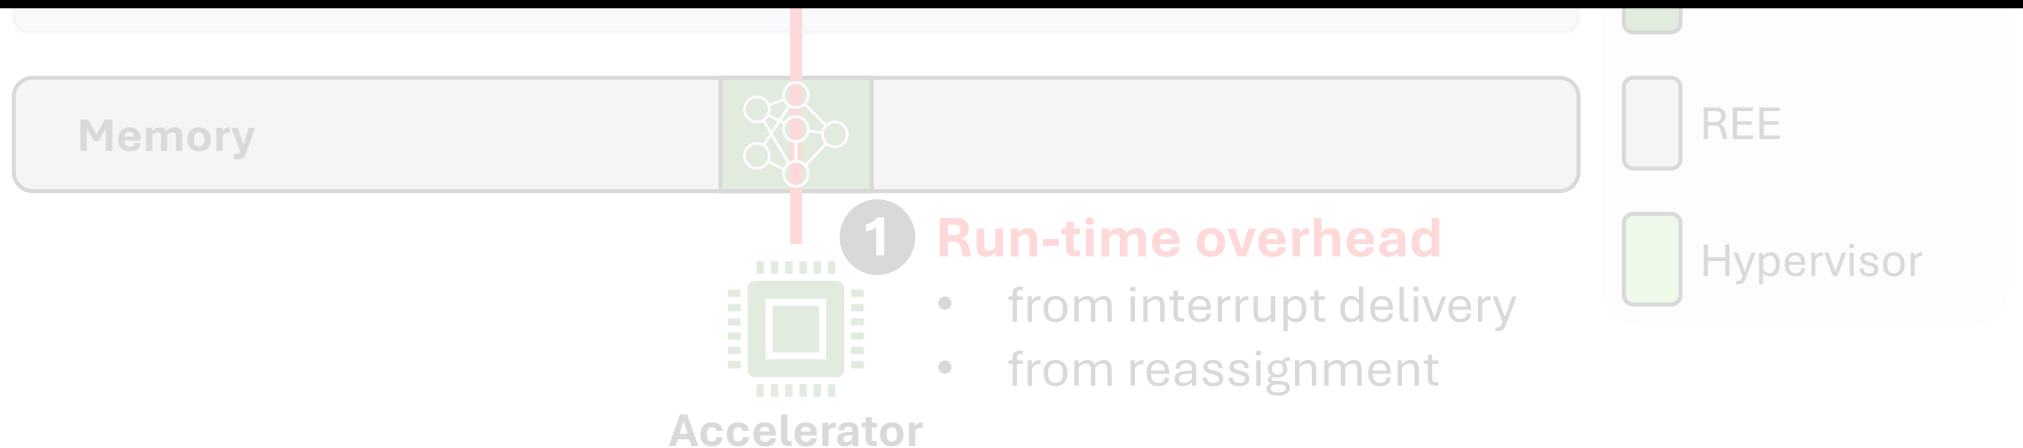 Memory
REE
1 Run-time overhead
Hypervisor
• from interrupt delivery
• from reassignment
Accelerator